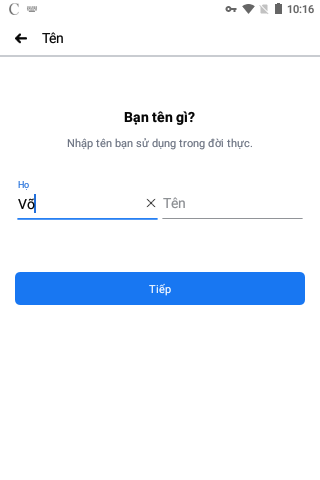 10:16
Tên
Bạn tên gì?
Nhập tên bạn sử dụng trong đời thực.
Họ
Võ Tên
Tiếp